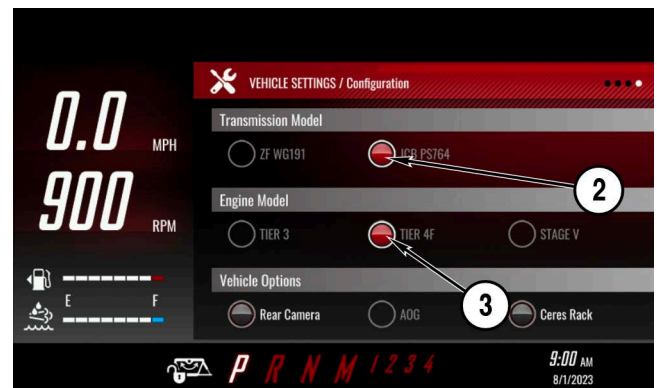 VEHICLE SETTINGS / Configuration
0.0 MPH
Transmission Model
ZF WG191 JCB PS764
2
900 RPM
Engine Model
TIER 3 TIER 4F STAGE V
3
Vehicle Options
E F
Rear Camera AOG Ceres Rack
P R N M 1 2 3 4
9:00 AM
8/1/2023